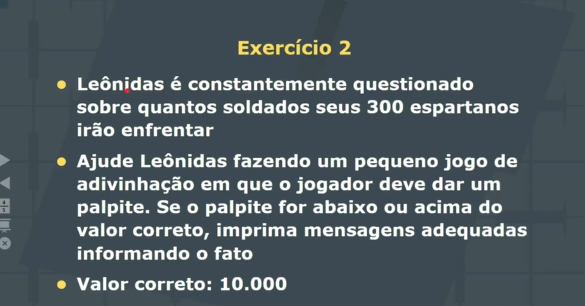 Exercício 2
• Leônidas é constantemente questionado
sobre quantos soldados seus 300 espartanos
irão enfrentar
• Ajude Leônidas fazendo um pequeno jogo de
adivinhação em que o jogador deve dar um
palpite. Se o palpite for abaixo ou acima do
valor correto, imprima mensagens adequadas
informando o fato
• Valor correto: 10.000